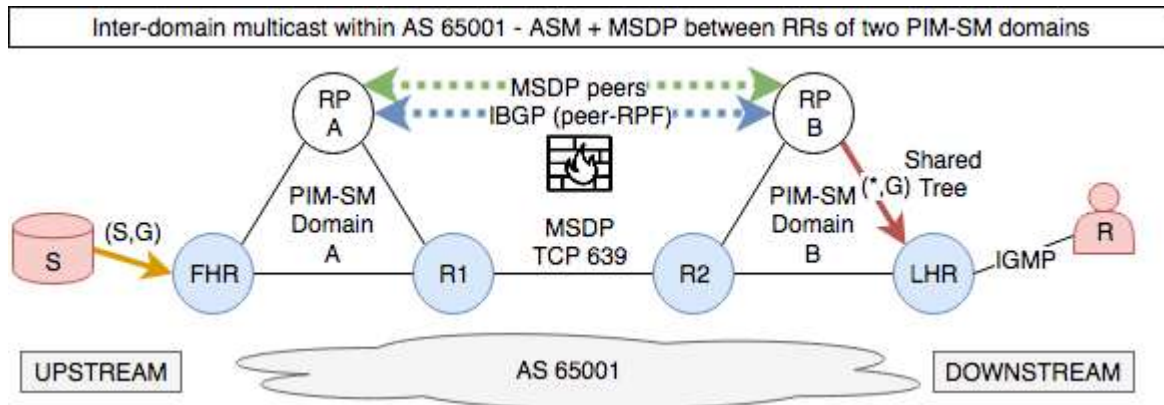 Inter-domain multicast within AS 65001 - ASM + MSDP between RRs of two PIM-SM domains
RP
A
MSDP peers
IBGP (peer-RPF)
RP
B
Shared
Tree
(*,G)
PIM-SM
Domain
A
MSDP
TCP 639
PIM-SM
Domain
B
(S,G)
S
FHR
R1
R2
LHR
IGMP
R
UPSTREAM
AS 65001
DOWNSTREAM